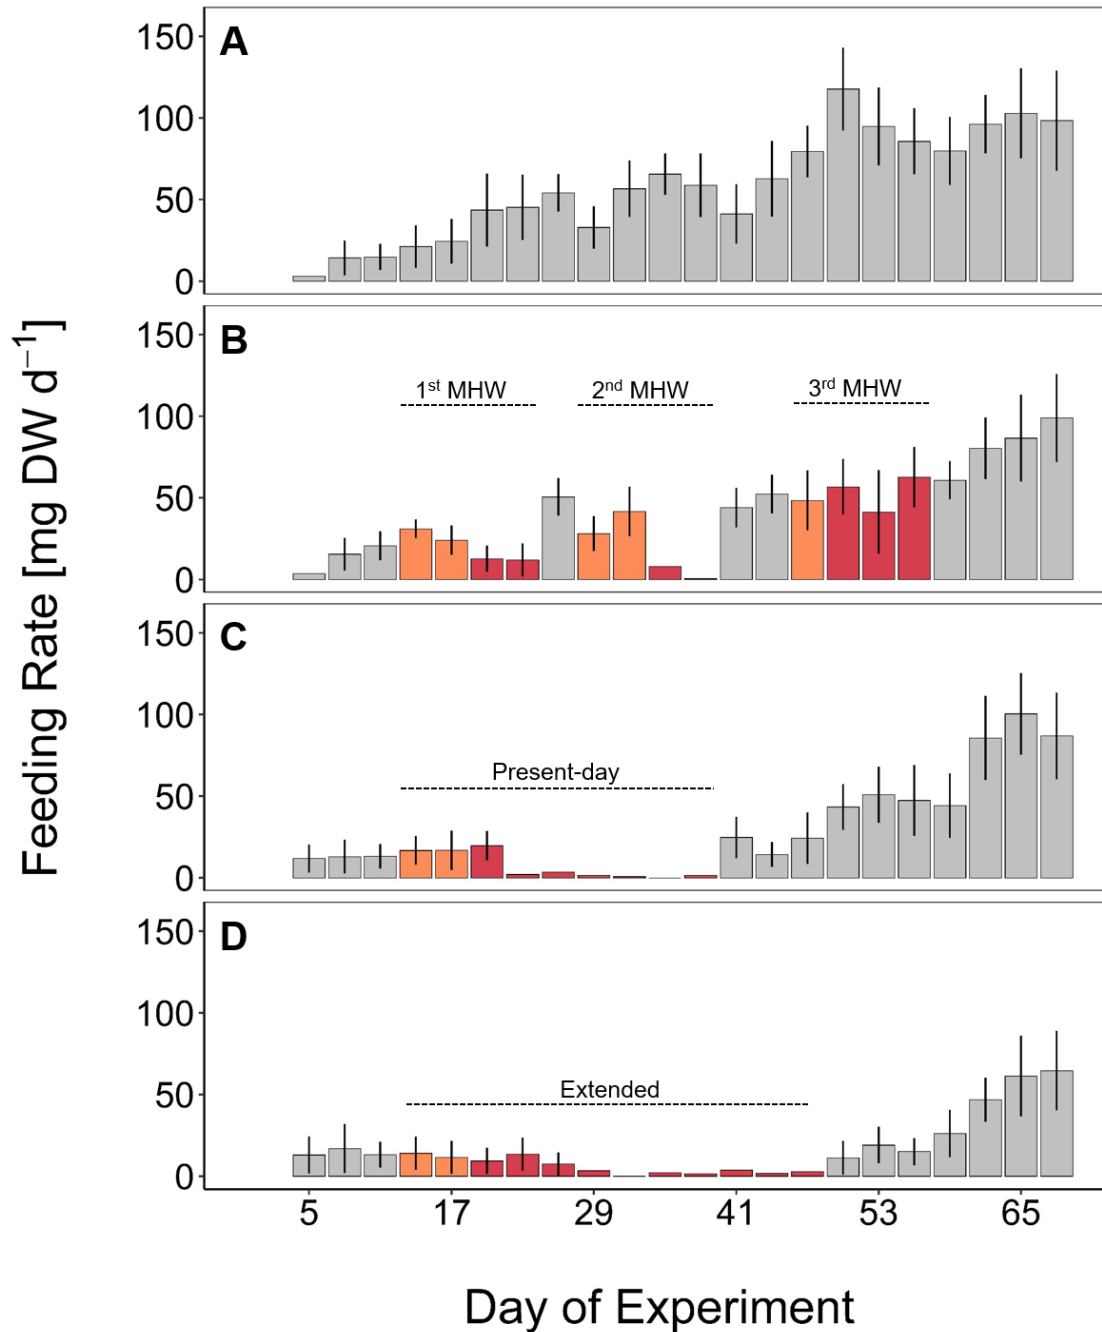 A
150
100
50
0
B
1st MHW
2nd MHW
3rd MHW
150
100
50
0
C
Present-day
150
100
50
0
D
Extended
150
100
50
0
Feeding Rate [mg DW d⁻¹]
5 17 29 41 53 65
Day of Experiment